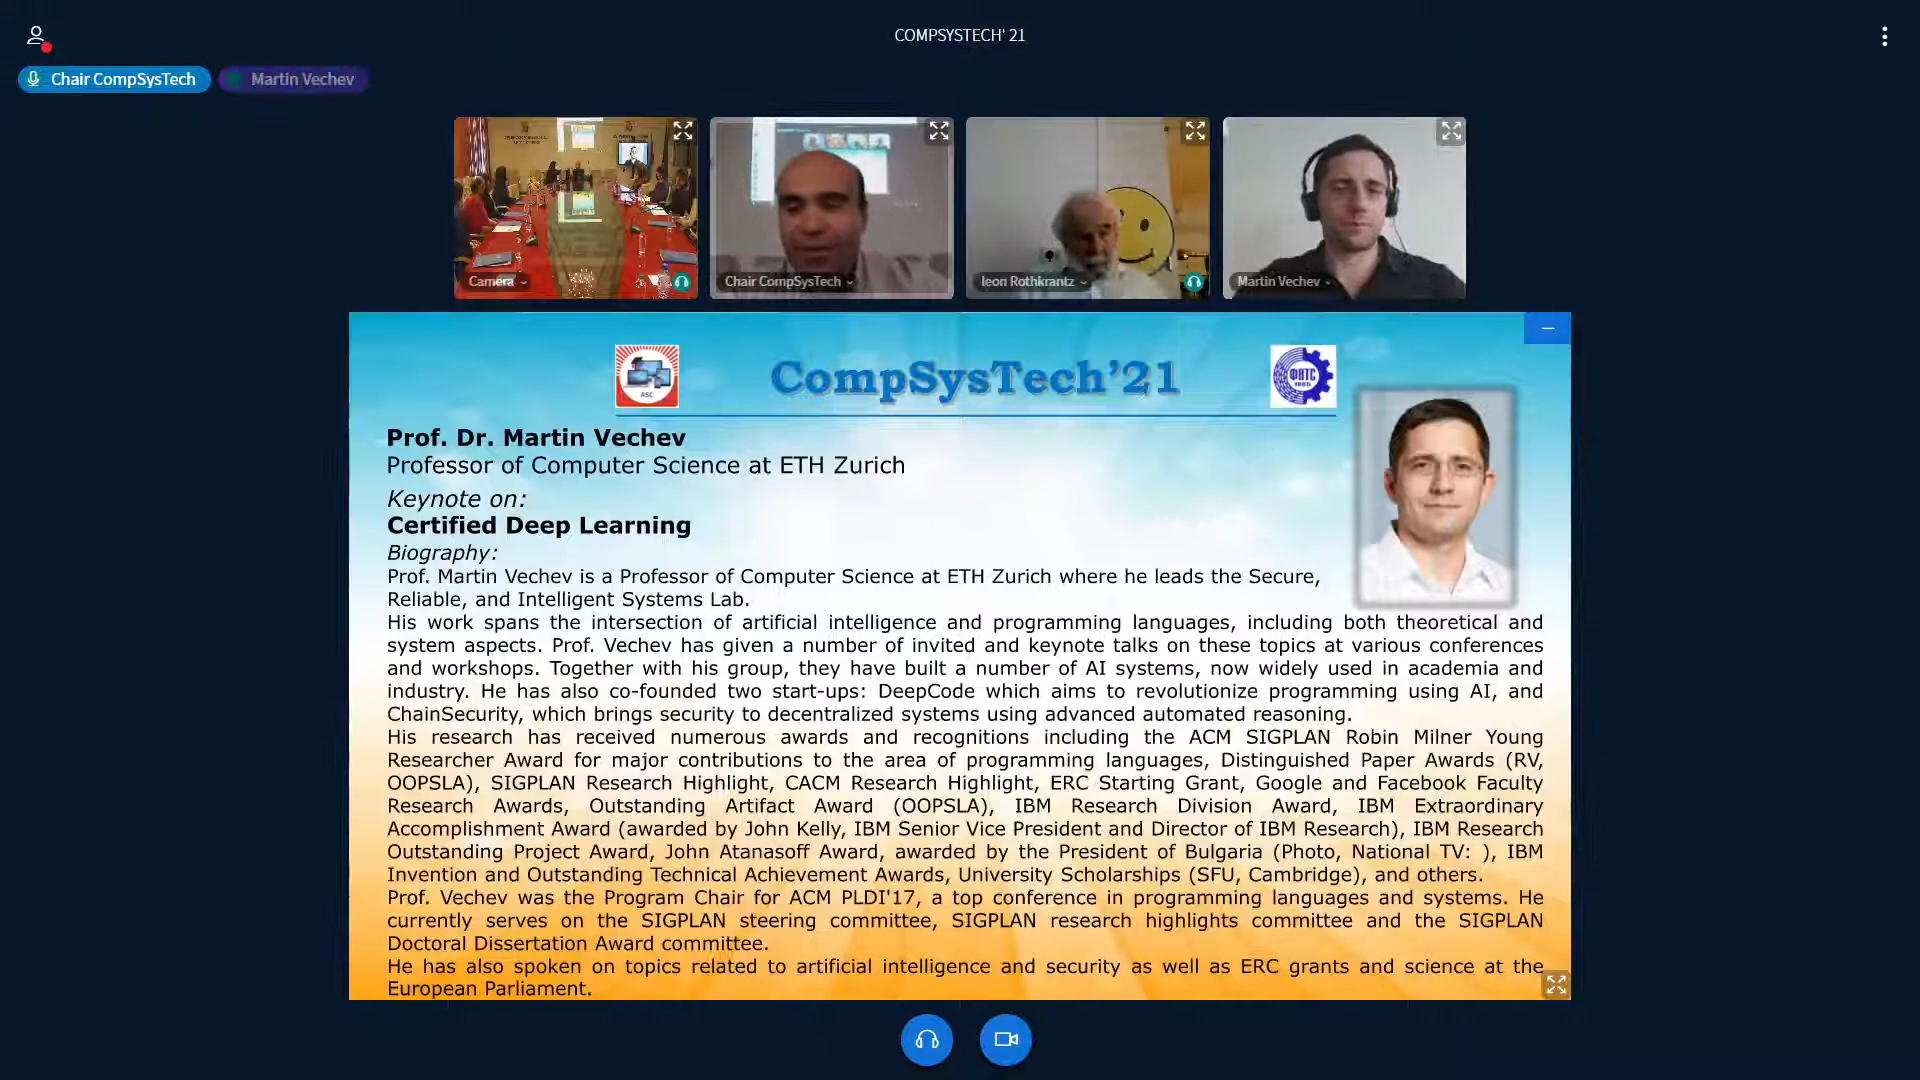 COMPSYSTECH' 21
Chair CompSysTech
Martin Vechev
Camera
Chair CompSysTech
leon Rothkrantz
Martin Vechev
ASC
CompSysTech’21
ФНТС
1885
Prof. Dr. Martin Vechev
Professor of Computer Science at ETH Zurich
Keynote on:
Certified Deep Learning
Biography:
Prof. Martin Vechev is a Professor of Computer Science at ETH Zurich where he leads the Secure,
Reliable, and Intelligent Systems Lab.
His work spans the intersection of artificial intelligence and programming languages, including both theoretical and
system aspects. Prof. Vechev has given a number of invited and keynote talks on these topics at various conferences
and workshops. Together with his group, they have built a number of AI systems, now widely used in academia and
industry. He has also co-founded two start-ups: DeepCode which aims to revolutionize programming using AI, and
ChainSecurity, which brings security to decentralized systems using advanced automated reasoning.
His research has received numerous awards and recognitions including the ACM SIGPLAN Robin Milner Young
Researcher Award for major contributions to the area of programming languages, Distinguished Paper Awards (RV,
OOPSLA), SIGPLAN Research Highlight, CACM Research Highlight, ERC Starting Grant, Google and Facebook Faculty
Research Awards, Outstanding Artifact Award (OOPSLA), IBM Research Division Award, IBM Extraordinary
Accomplishment Award (awarded by John Kelly, IBM Senior Vice President and Director of IBM Research), IBM Research
Outstanding Project Award, John Atanasoff Award, awarded by the President of Bulgaria (Photo, National TV: ), IBM
Invention and Outstanding Technical Achievement Awards, University Scholarships (SFU, Cambridge), and others.
Prof. Vechev was the Program Chair for ACM PLDI'17, a top conference in programming languages and systems. He
currently serves on the SIGPLAN steering committee, SIGPLAN research highlights committee and the SIGPLAN
Doctoral Dissertation Award committee.
He has also spoken on topics related to artificial intelligence and security as well as ERC grants and science at the
European Parliament.